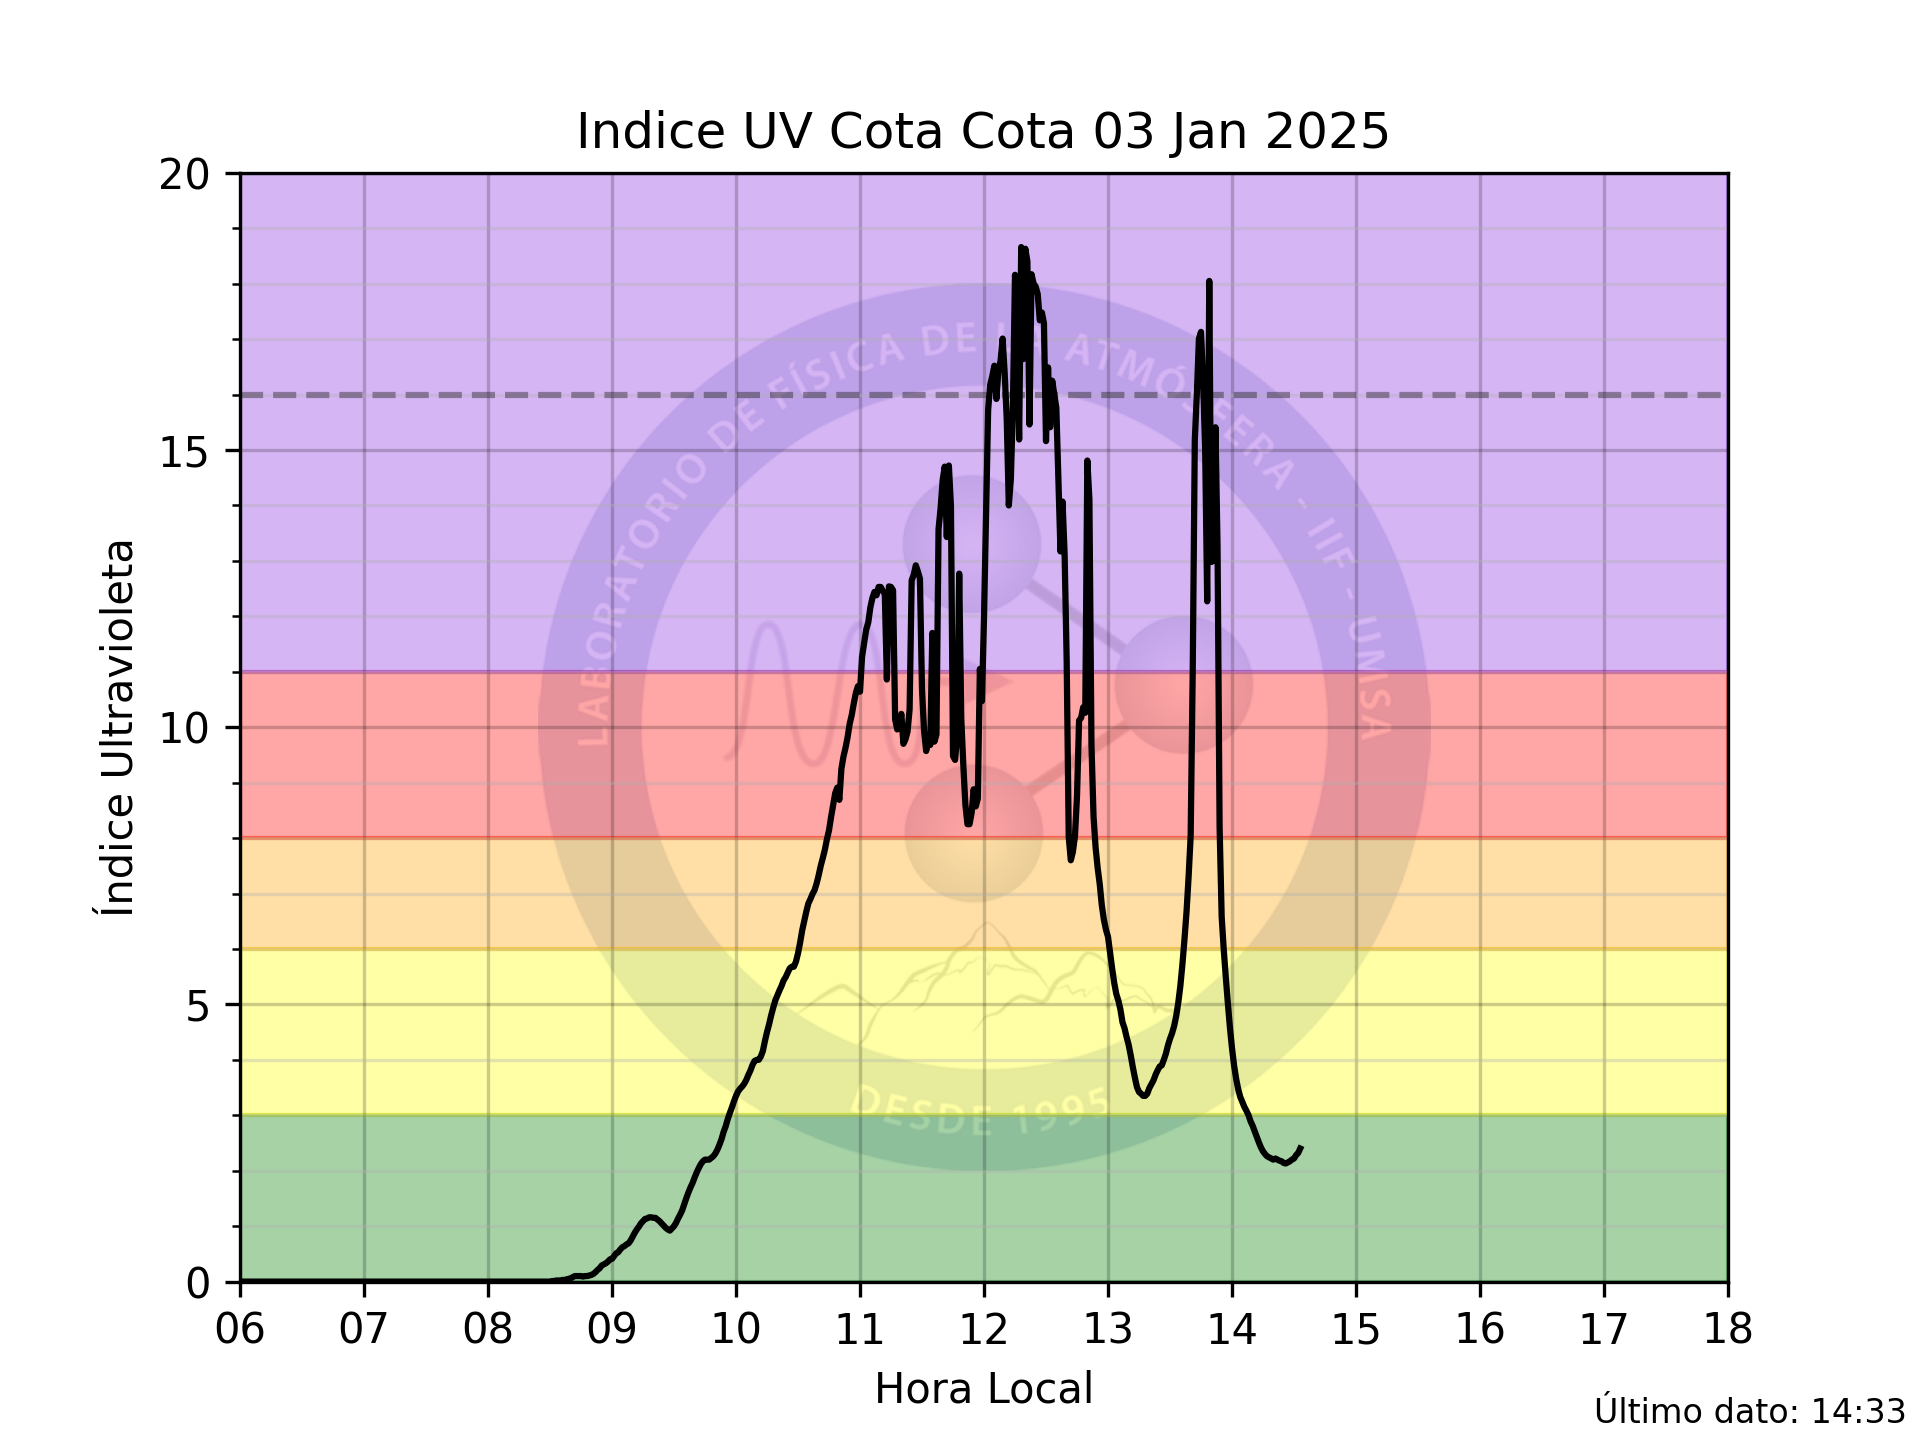 Indice UV Cota Cota 03 Jan 2025
20
15
10
5
0
Índice Ultravioleta
LABORATORIO DE FÍSICA DE LA ATMÓSFERA - IIF - UMSA
DESDE 1995
06 07 08 09 10 11 12 13 14 15 16 17 18
Hora Local
Último dato: 14:33